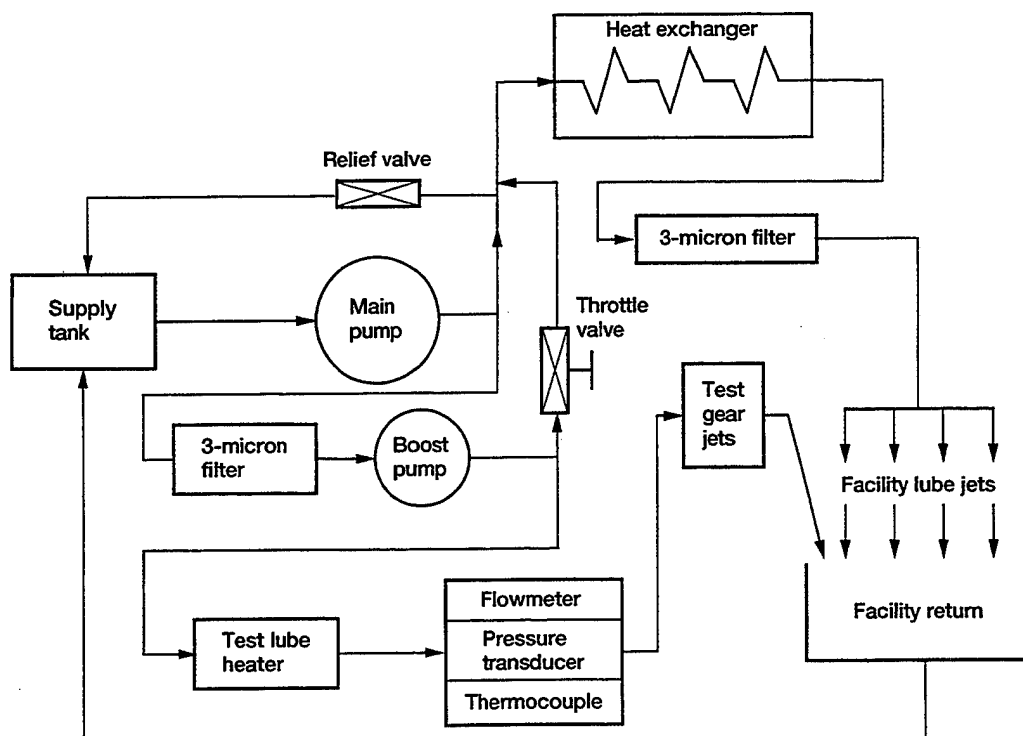 Heat exchanger
Relief valve
3-micron filter
Supply
tank
Main
pump
Throttle
valve
Test
gear
jets
3-micron
filter
Boost
pump
Facility lube jets
Flowmeter
Facility return
Test lube
heater
Pressure
transducer
Thermocouple